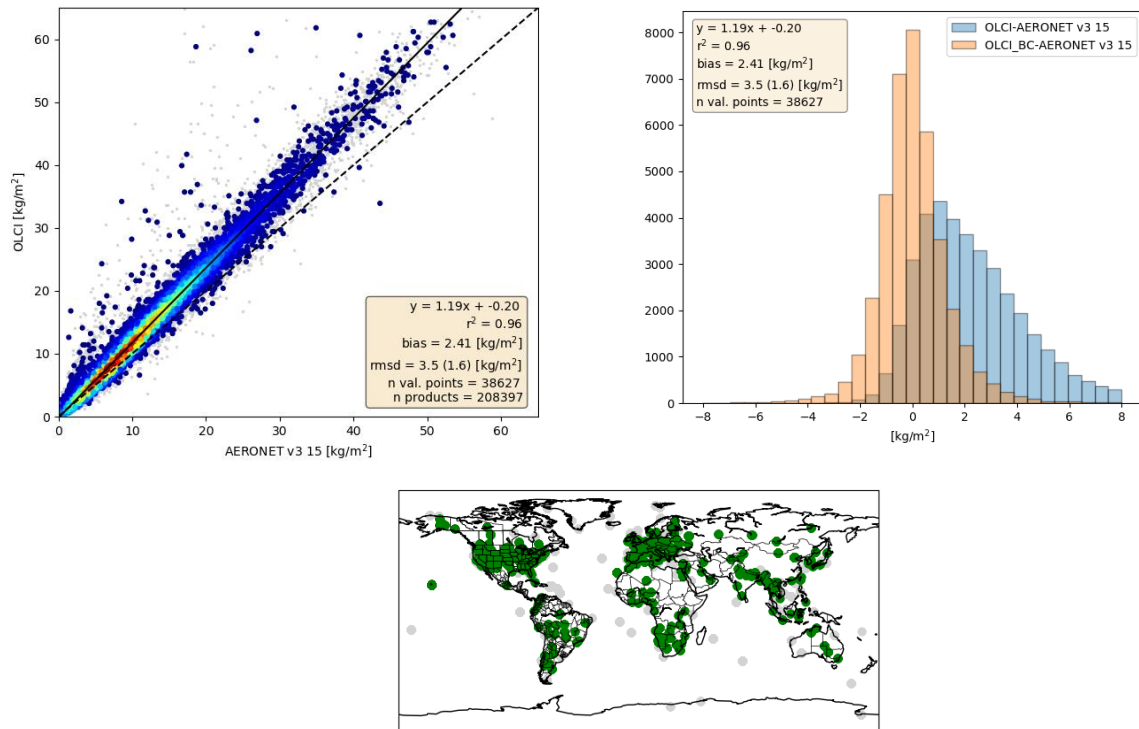 60
50
40
30
20
10
0
OLCI [kg/m²]
y = 1.19x + -0.20
r² = 0.96
bias = 2.41 [kg/m²]
rmsd = 3.5 (1.6) [kg/m²]
n val. points = 38627
n products = 208397
0 10 20 30 40 50 60
AERONET v3 15 [kg/m²]
y = 1.19x + -0.20
r² = 0.96
bias = 2.41 [kg/m²]
rmsd = 3.5 (1.6) [kg/m²]
n val. points = 38627
OLCI-AERONET v3 15
OLCI_BC-AERONET v3 15
8000
7000
6000
5000
4000
3000
2000
1000
0
−8 −6 −4 −2 0 2 4 6 8
[kg/m²]